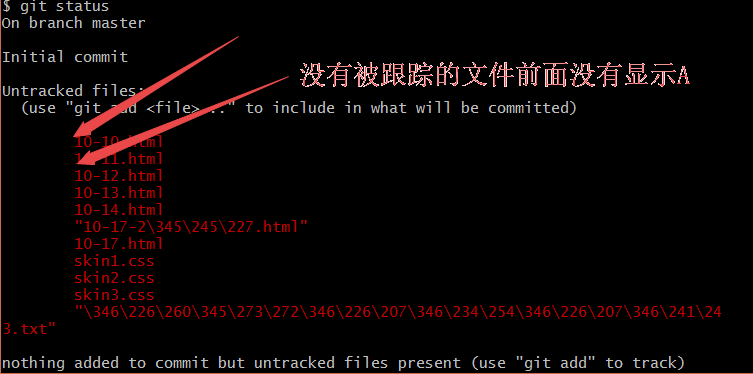 $ git status
On branch master
Initial commit
没有被跟踪的文件前面没有显示A
Untracked files:
(use "git add <file>..." to include in what will be committed)
10-10.html
10-11.html
10-12.html
10-13.html
10-14.html
"10-17-2\345\245\227.html"
10-17.html
skin1.css
skin2.css
skin3.css
"\346\226\260\345\273\272\346\226\207\346\234\254\346\226\207\346\241\24
3.txt"
nothing added to commit but untracked files present (use "git add" to track)